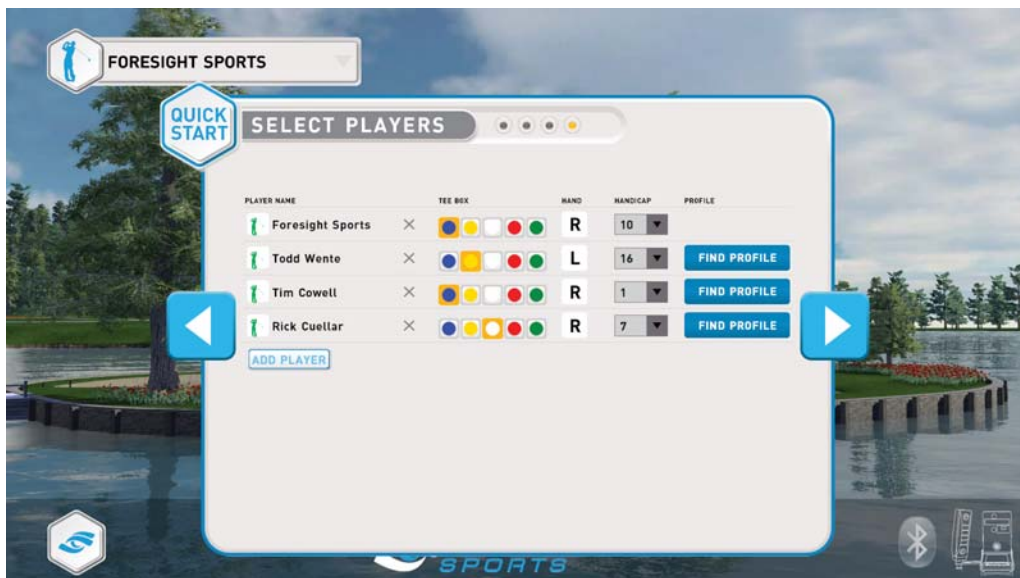 FORESIGHT SPORTS
QUICK
START
SELECT PLAYERS
PLAYER NAME TEE BOX HAND HANDICAP PROFILE
Foresight Sports R 10
Todd Wente L 16 FIND PROFILE
Tim Cowell R 1 FIND PROFILE
Rick Cuellar R 7 FIND PROFILE
ADD PLAYER
SPORTS